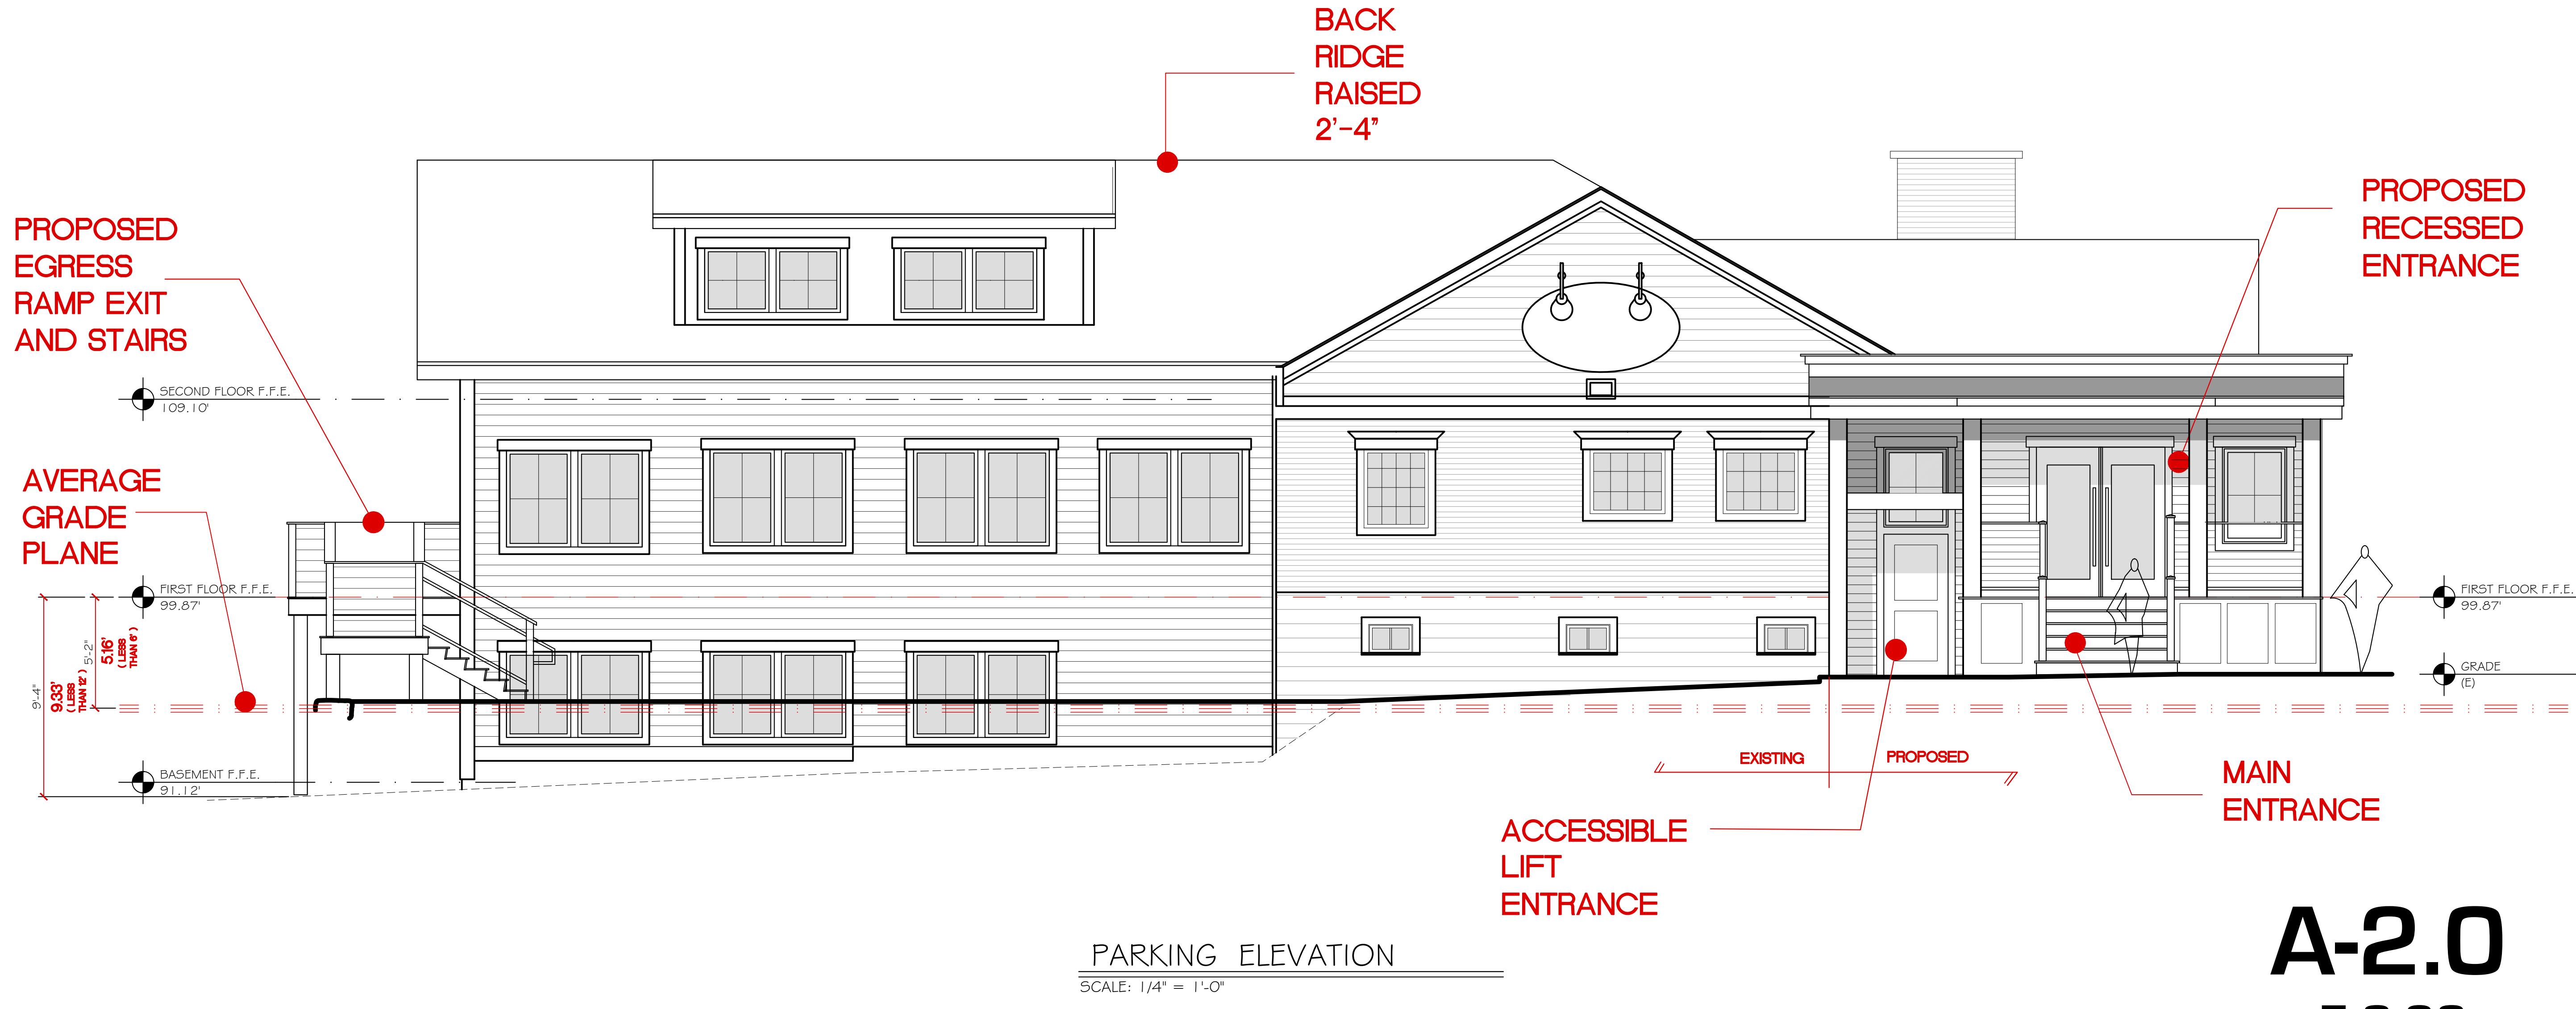 BACK
RIDGE
RAISED
2'-4"
PROPOSED
RECESSED
ENTRANCE
PROPOSED
EGRESS
RAMP EXIT
AND STAIRS
SECOND FLOOR F.F.E.
109.10'
AVERAGE
GRADE
PLANE
FIRST FLOOR F.F.E.
99.87'
FIRST FLOOR F.F.E.
99.87'
5'-2"
5.16'
( LESS
THAN 6' )
9'-4"
9.33'
( LESS
THAN 12' )
GRADE
(E)
BASEMENT F.F.E.
91.12'
EXISTING
PROPOSED
MAIN
ENTRANCE
ACCESSIBLE
LIFT
ENTRANCE
PARKING ELEVATION
SCALE: 1/4" = 1'-0"
A-2.0